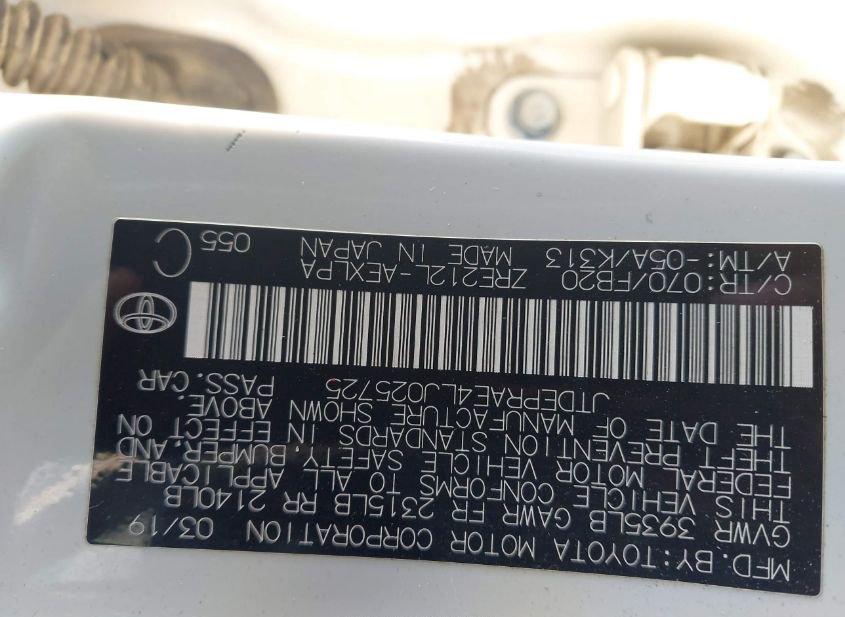 MFD. BY: TOYOTA MOTOR CORPORATION 03/19
GVWR 3935LB GAWR FR 2315LB RR 2140LB
THIS VEHICLE CONFORMS TO ALL APPLICABLE
FEDERAL MOTOR VEHICLE SAFETY, BUMPER, AND
THEFT PREVENTION STANDARDS IN EFFECT ON
THE DATE OF MANUFACTURE SHOWN ABOVE.
JTDEPRAE4LJ025725 PASS. CAR
C/TR: 070/FB20 ZRE212L-AEXLPA
A/TM: -05A/K313 MADE IN JAPAN 055 C